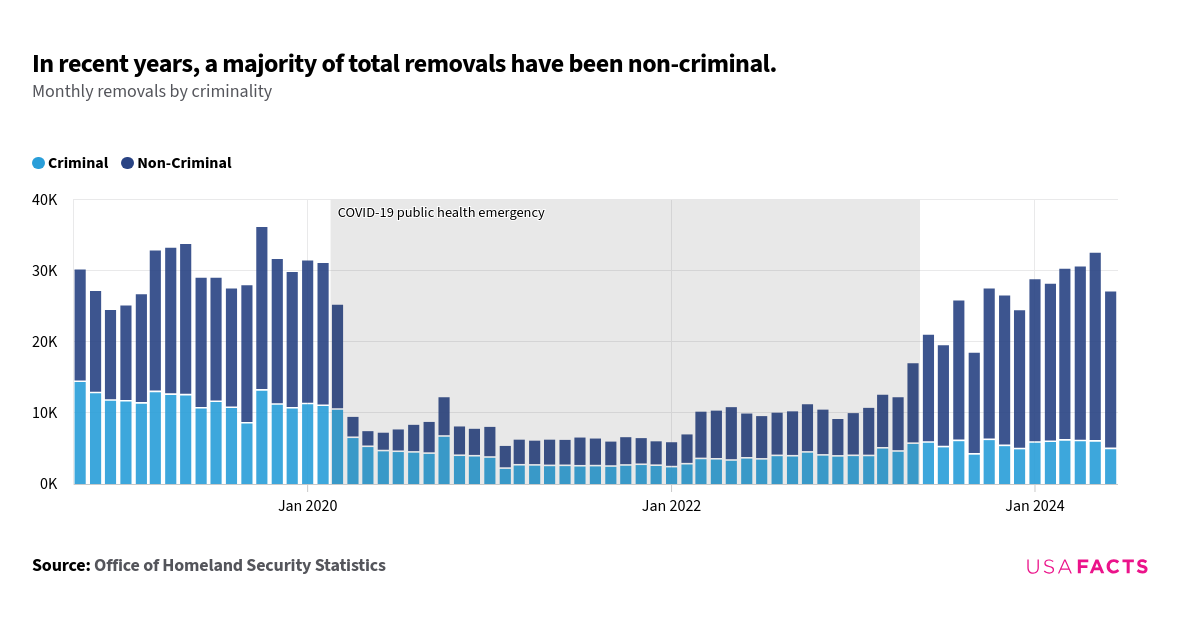 In recent years, a majority of total removals have been non-criminal.
Monthly removals by criminality
Criminal Non-Criminal
40K
COVID-19 public health emergency
30K
20K
10K
0K
Jan 2020 Jan 2022 Jan 2024
Source: Office of Homeland Security Statistics
USAFACTS